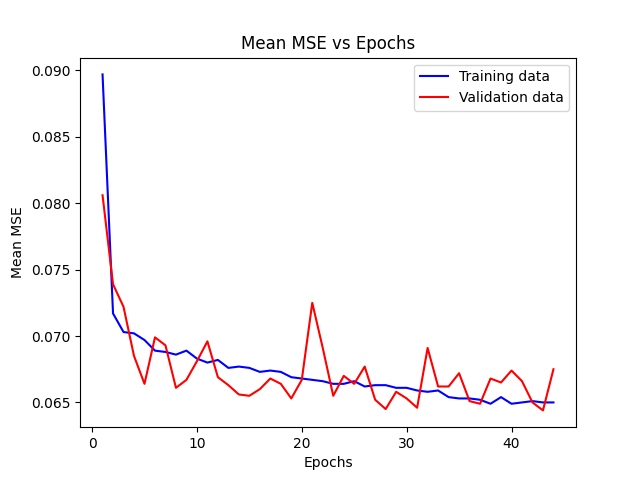 Mean MSE vs Epochs
Training data
Validation data
0.090
0.085
0.080
0.075
0.070
0.065
Mean MSE
0
10
20
30
40
Epochs